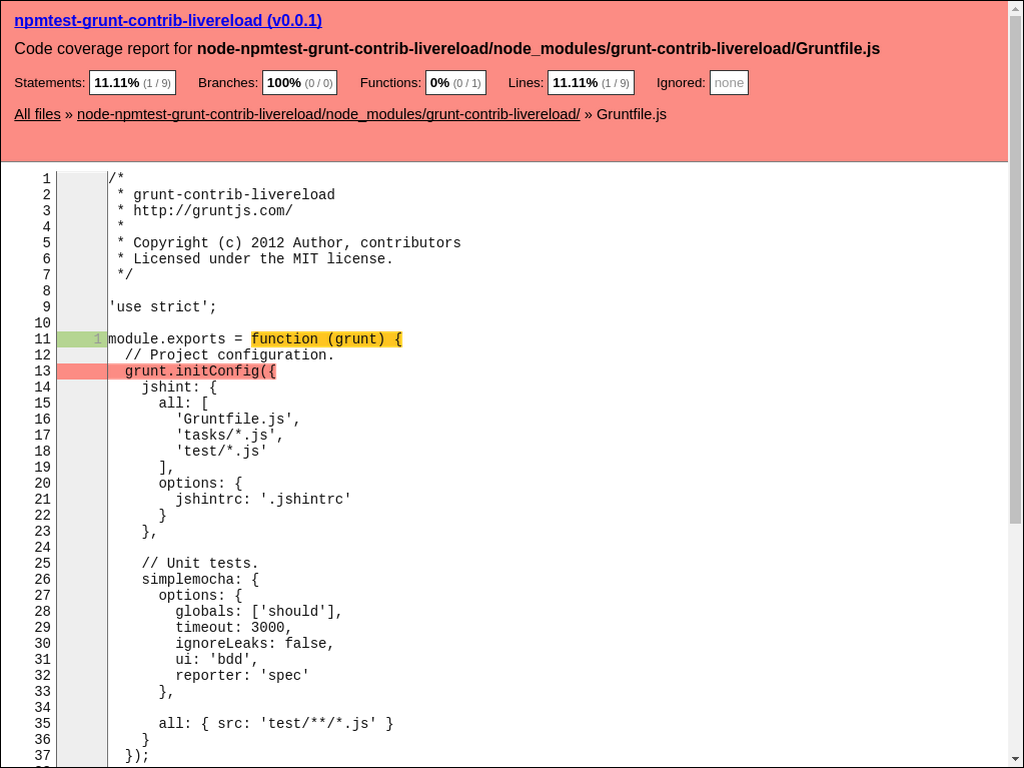 npmtest-grunt-contrib-livereload (v0.0.1)
Code coverage report for node-npmtest-grunt-contrib-livereload/node_modules/grunt-contrib-livereload/Gruntfile.js
Statements: 11.11% (1 / 9) Branches: 100% (0 / 0) Functions: 0% (0 / 1) Lines: 11.11% (1 / 9) Ignored: none
All files » node-npmtest-grunt-contrib-livereload/node_modules/grunt-contrib-livereload/ » Gruntfile.js
1 /*
2  * grunt-contrib-livereload
3  * http://gruntjs.com/
4  *
5  * Copyright (c) 2012 Author, contributors
6  * Licensed under the MIT license.
7  */
8
9 'use strict';
10
11 1 module.exports = function (grunt) {
12   // Project configuration.
13   grunt.initConfig({
14     jshint: {
15       all: [
16         'Gruntfile.js',
17         'tasks/*.js',
18         'test/*.js'
19       ],
20       options: {
21         jshintrc: '.jshintrc'
22       }
23     },
24
25     // Unit tests.
26     simplemocha: {
27       options: {
28         globals: ['should'],
29         timeout: 3000,
30         ignoreLeaks: false,
31         ui: 'bdd',
32         reporter: 'spec'
33       },
34
35       all: { src: 'test/**/*.js' }
36     }
37   });